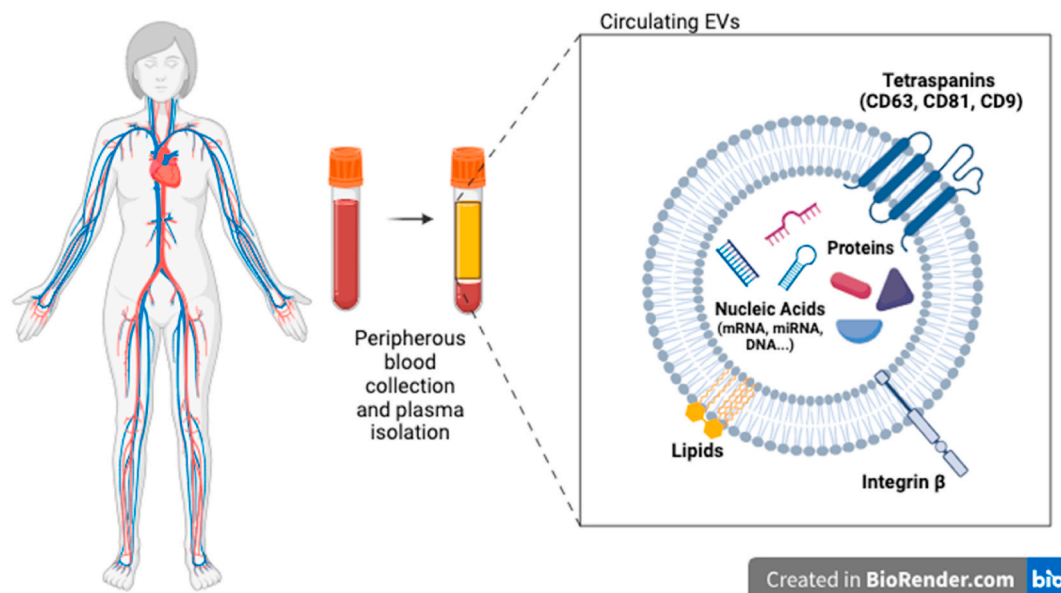 Circulating EVs
Tetraspanins
(CD63, CD81, CD9)
Proteins
Nucleic Acids
(mRNA, miRNA,
DNA...)
Lipids
Integrin β
Peripherous
blood
collection
and plasma
isolation
Created in BioRender.com bio